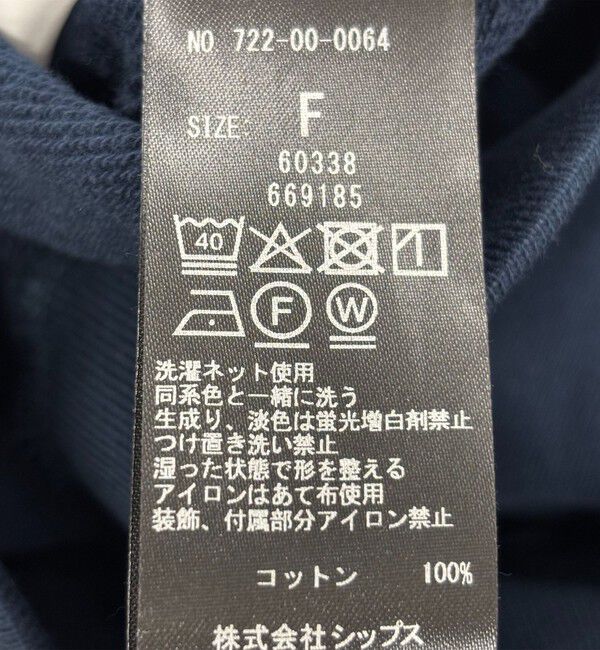 NO 722-00-0064
SIZE: F
60338
669185
40
F W
洗濯ネット使用
同系色と一緒に洗う
生成り、淡色は蛍光増白剤禁止
つけ置き洗い禁止
湿った状態で形を整える
アイロンはあて布使用
装飾、付属部分アイロン禁止
コットン 100%
株式会社シップス